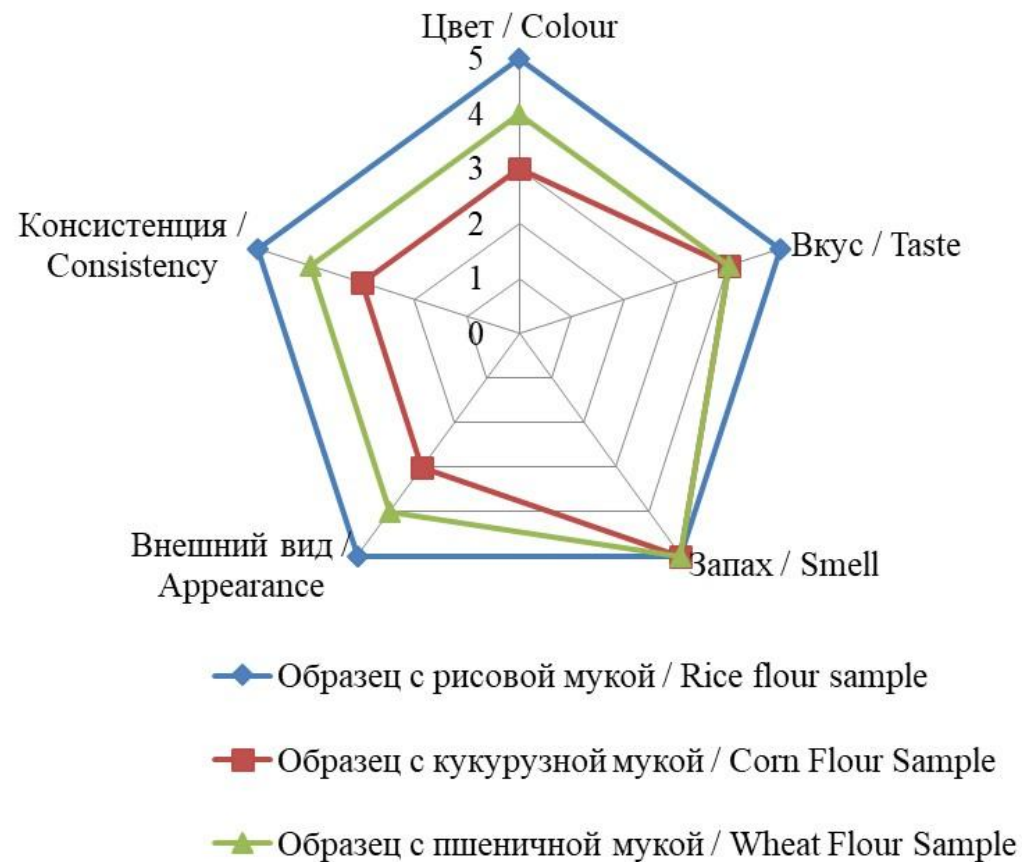 Цвет / Colour
5
4
3
2
1
0
Вкус / Taste
Консистенция /
Consistency
Внешний вид /
Appearance
Запах / Smell
Образец с рисовой мукой / Rice flour sample
Образец с кукурузной мукой / Corn Flour Sample
Образец с пшеничной мукой / Wheat Flour Sample